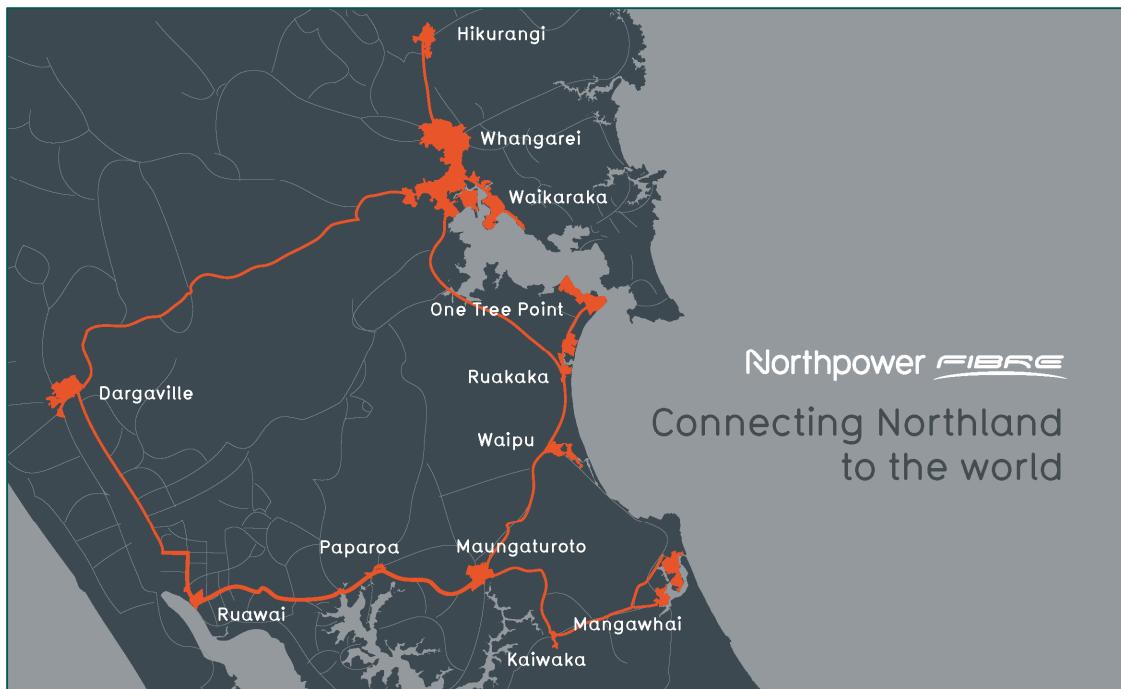 Hikurangi
Whangarei
Waikaraka
One Tree Point
Ruakaka
Dargaville
Waipu
Paparoa
Maungaturoto
Ruawai
Mangawhai
Kaiwaka
Northpower FIBRE
Connecting Northland
to the world